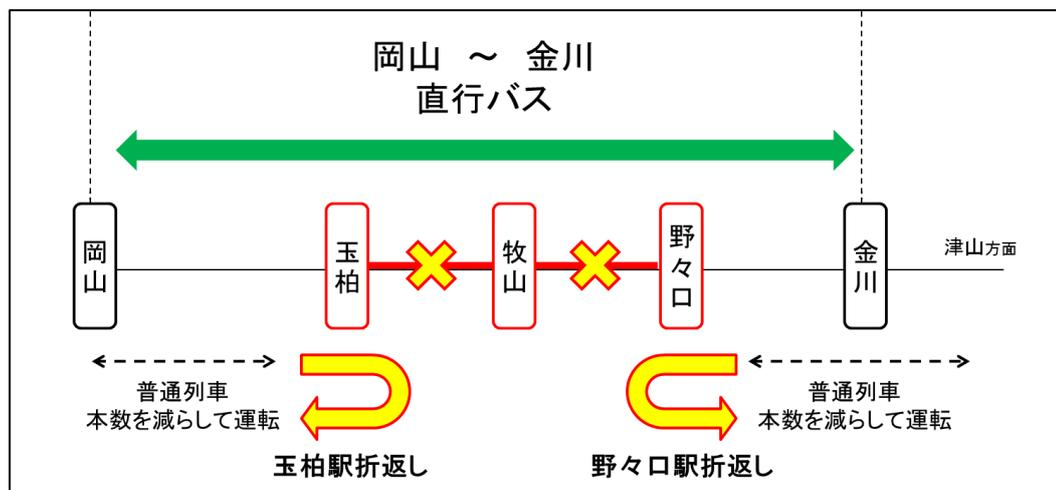 岡山 ～ 金川
直行バス
岡山
玉柏
牧山
野々口
金川
津山方面
普通列車
本数を減らして運転
玉柏駅折返し
野々口駅折返し
普通列車
本数を減らして運転